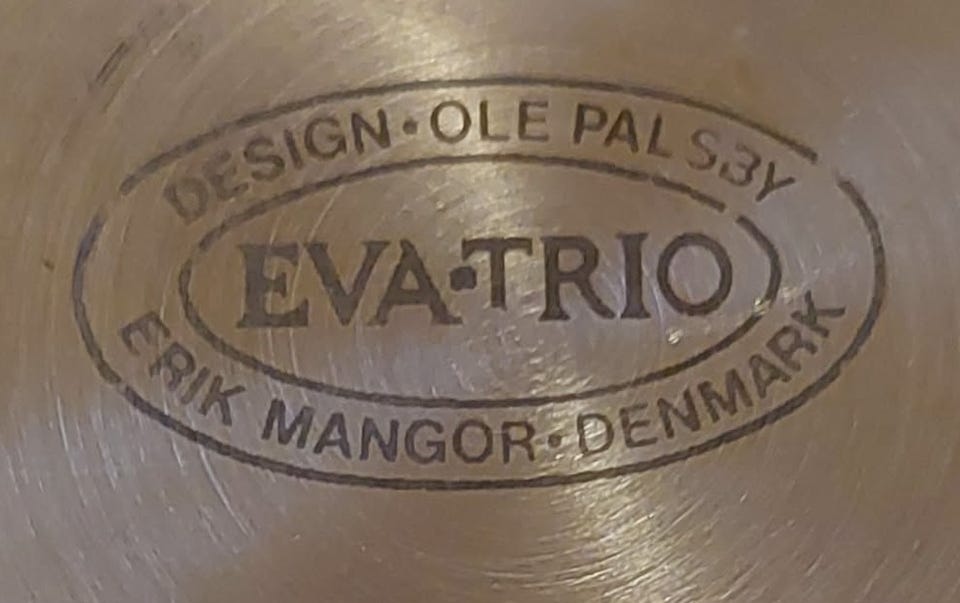 DESIGN · OLE PALSBY
EVA·TRIO
ERIK MANGOR · DENMARK